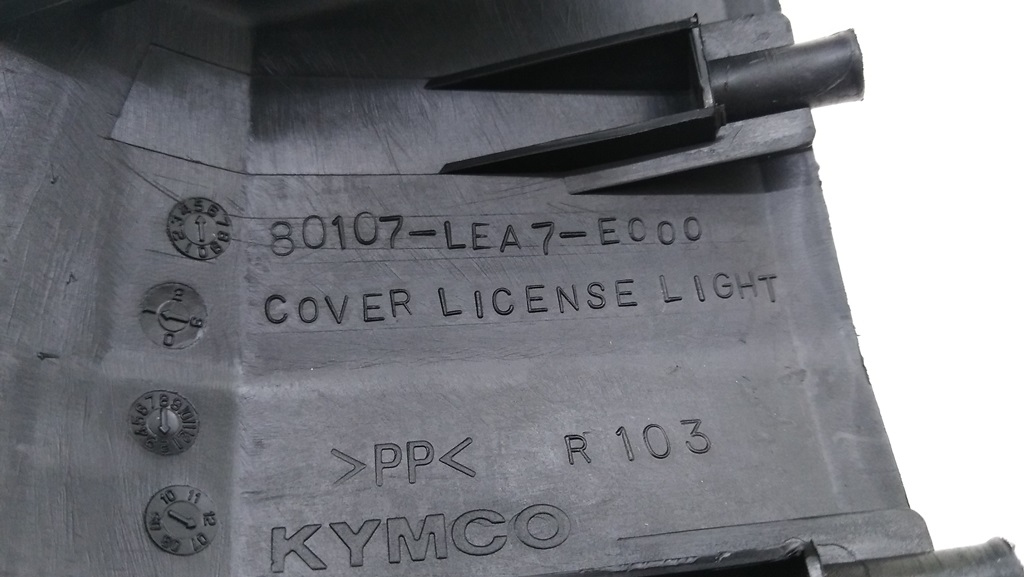 80107-LEA7-E000
COVER LICENSE LIGHT
>PP< R 103
KYMCO